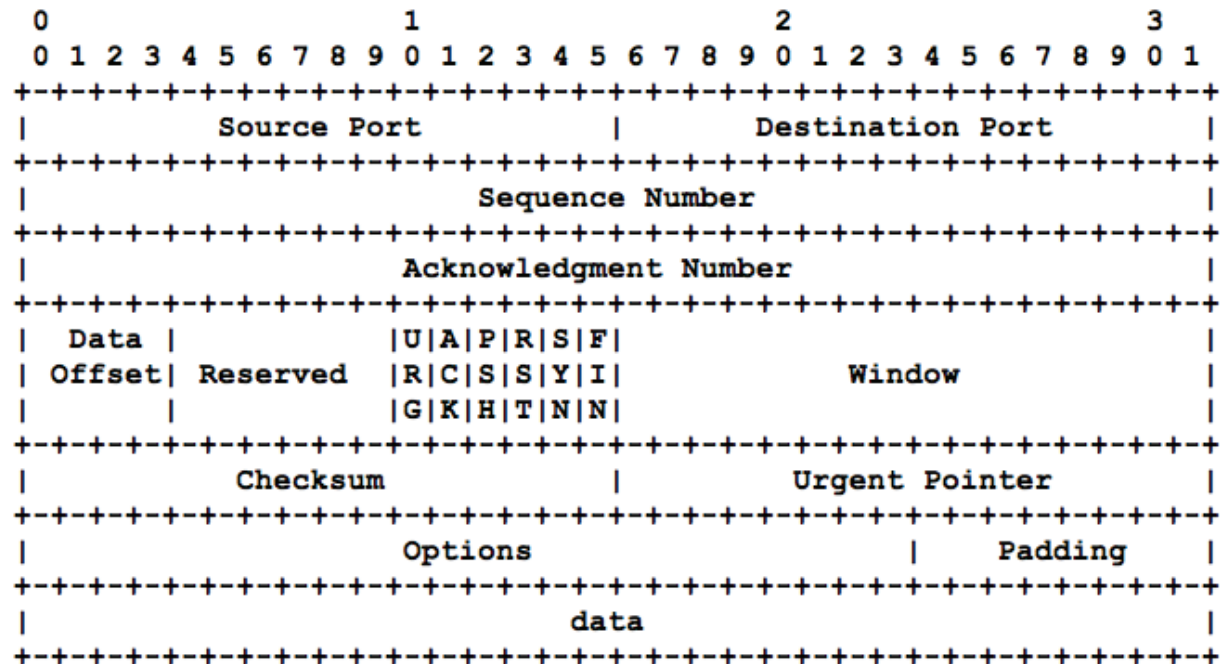 0                   1                   2                   3
 0 1 2 3 4 5 6 7 8 9 0 1 2 3 4 5 6 7 8 9 0 1 2 3 4 5 6 7 8 9 0 1
+-+-+-+-+-+-+-+-+-+-+-+-+-+-+-+-+-+-+-+-+-+-+-+-+-+-+-+-+-+-+-+-+
|          Source Port          |       Destination Port        |
+-+-+-+-+-+-+-+-+-+-+-+-+-+-+-+-+-+-+-+-+-+-+-+-+-+-+-+-+-+-+-+-+
|                        Sequence Number                        |
+-+-+-+-+-+-+-+-+-+-+-+-+-+-+-+-+-+-+-+-+-+-+-+-+-+-+-+-+-+-+-+-+
|                    Acknowledgment Number                      |
+-+-+-+-+-+-+-+-+-+-+-+-+-+-+-+-+-+-+-+-+-+-+-+-+-+-+-+-+-+-+-+-+
|  Data |           |U|A|P|R|S|F|                               |
| Offset| Reserved  |R|C|S|S|Y|I|            Window             |
|       |           |G|K|H|T|N|N|                               |
+-+-+-+-+-+-+-+-+-+-+-+-+-+-+-+-+-+-+-+-+-+-+-+-+-+-+-+-+-+-+-+-+
|           Checksum            |         Urgent Pointer        |
+-+-+-+-+-+-+-+-+-+-+-+-+-+-+-+-+-+-+-+-+-+-+-+-+-+-+-+-+-+-+-+-+
|                    Options                    |    Padding    |
+-+-+-+-+-+-+-+-+-+-+-+-+-+-+-+-+-+-+-+-+-+-+-+-+-+-+-+-+-+-+-+-+
|                             data                              |
+-+-+-+-+-+-+-+-+-+-+-+-+-+-+-+-+-+-+-+-+-+-+-+-+-+-+-+-+-+-+-+-+